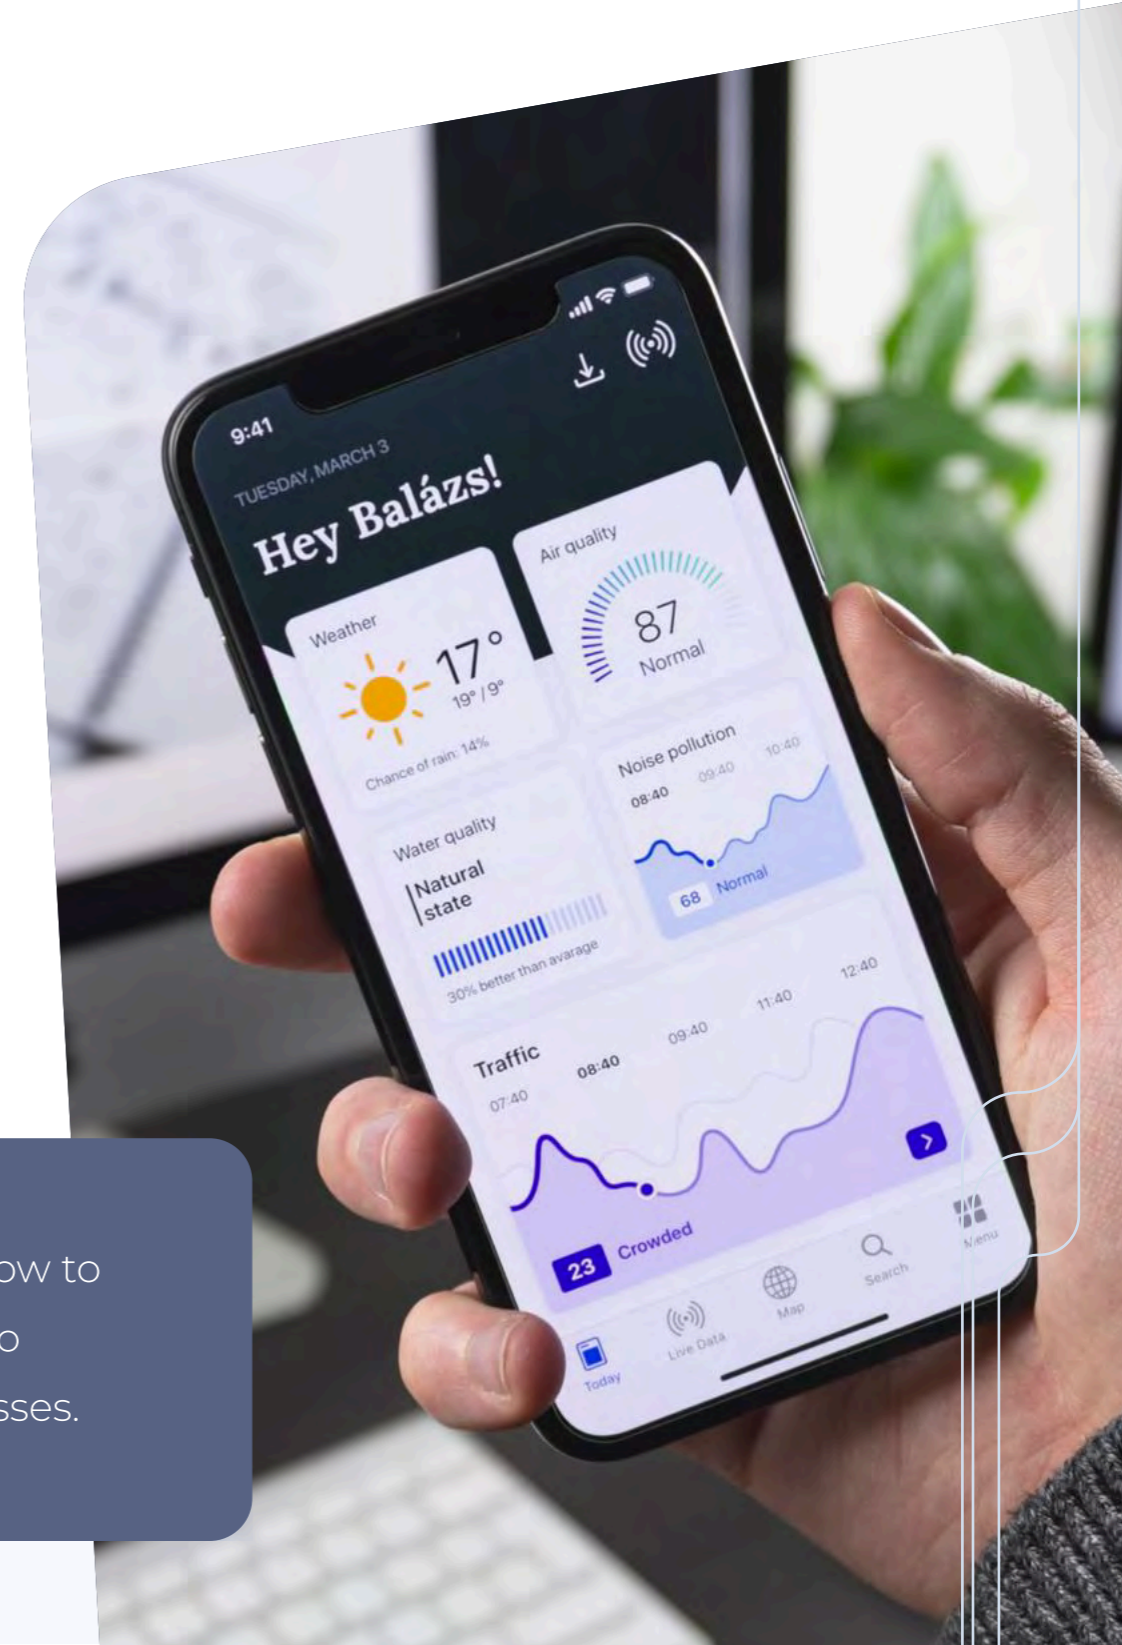 9:41
TUESDAY, MARCH 3
Hey Balázs!
Weather
17°
19° / 9°
Chance of rain: 14%
Air quality
87
Normal
Water quality
Natural
state
30% better than avarage
Noise pollution
08:40 09:40 10:40
68 Normal
Traffic
07:40 08:40 09:40 11:40 12:40
23 Crowded
Today Live Data Map Search Menu
ow to
o
sses.